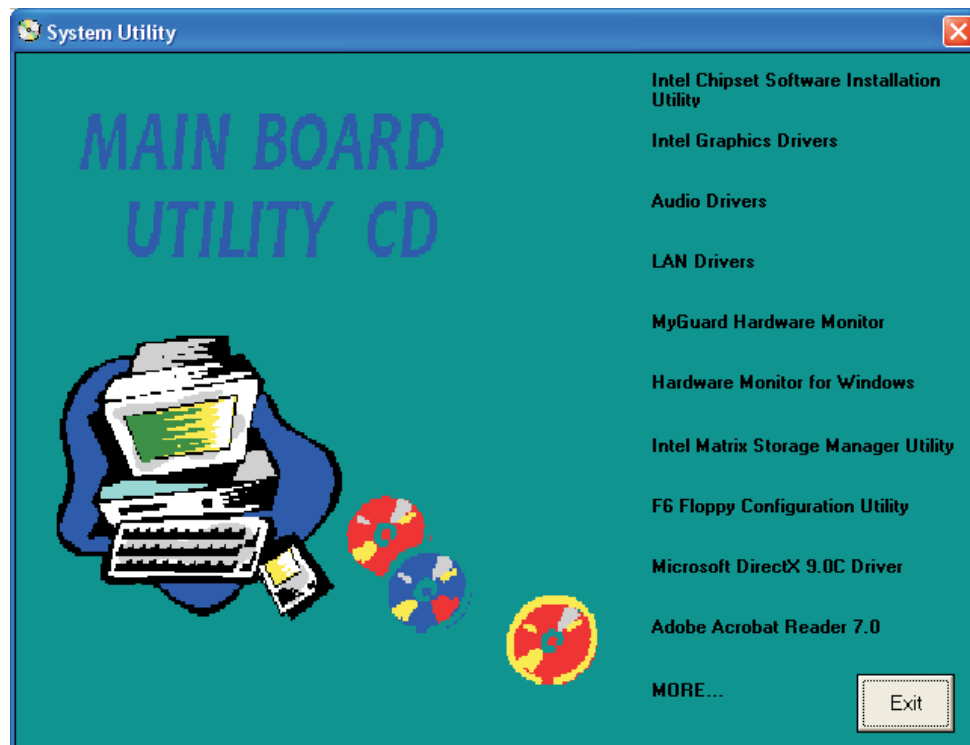 System Utility
MAIN BOARD
UTILITY CD
Intel Chipset Software Installation
Utility
Intel Graphics Drivers
Audio Drivers
LAN Drivers
MyGuard Hardware Monitor
Hardware Monitor for Windows
Intel Matrix Storage Manager Utility
F6 Floppy Configuration Utility
Microsoft DirectX 9.0C Driver
Adobe Acrobat Reader 7.0
MORE...
Exit